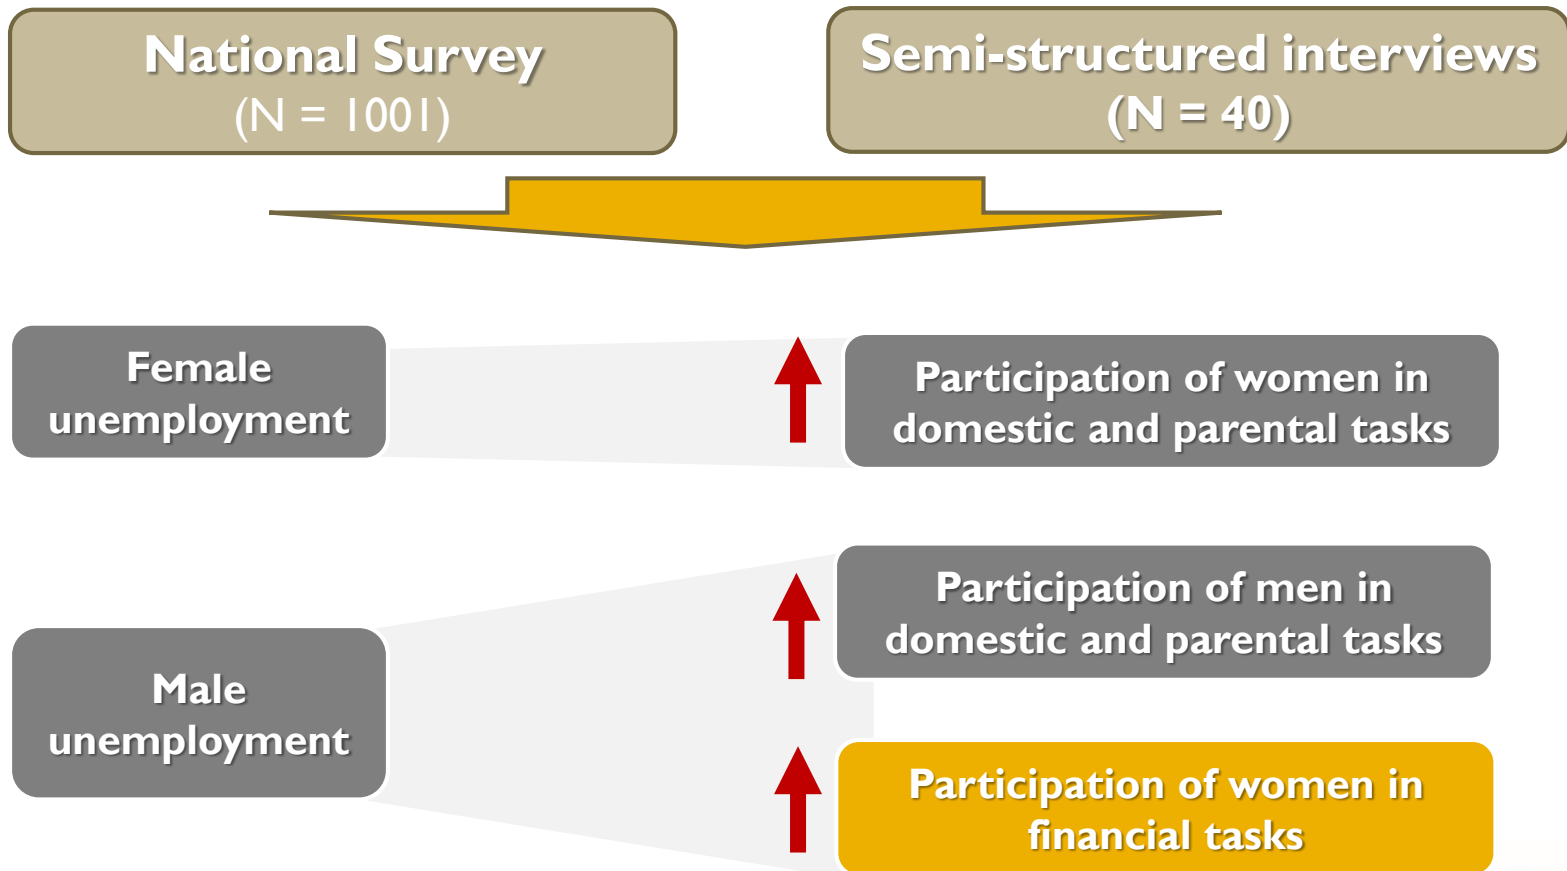 National Survey
(N = 1001)
Semi-structured interviews
(N = 40)
Female
unemployment
Participation of women in
domestic and parental tasks
Male
unemployment
Participation of men in
domestic and parental tasks
Participation of women in
financial tasks